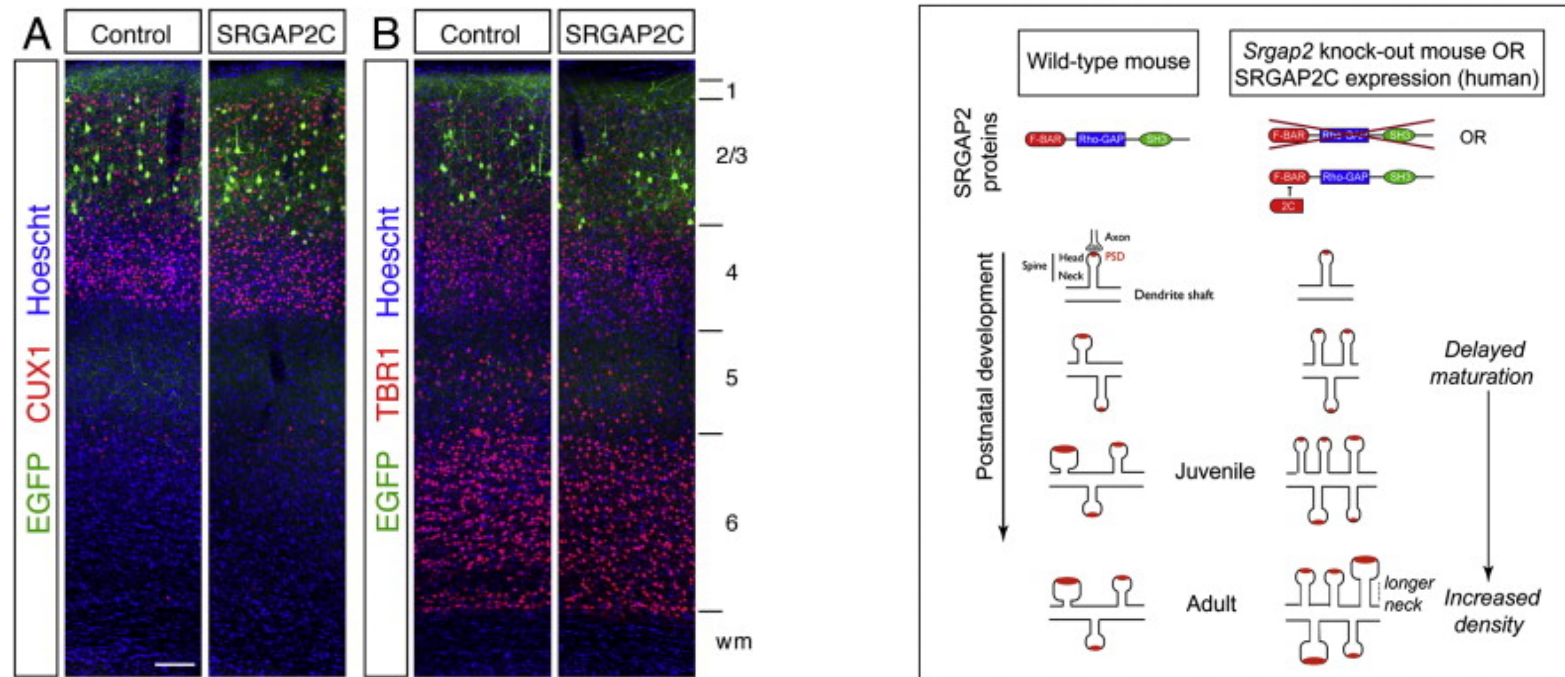 A
Control
SRGAP2C
EGFP CUX1 Hoescht
B
Control
SRGAP2C
EGFP TBR1 Hoescht
1
2/3
4
5
6
wm
Wild-type mouse
Srgap2 knock-out mouse OR
SRGAP2C expression (human)
SRGAP2
proteins
F-BAR Rho-GAP SH3
F-BAR Rho-GAP SH3 OR
F-BAR Rho-GAP SH3
2C
Postnatal development
Axon
Spine Head PSD
Neck
Dendrite shaft
Delayed
maturation
Juvenile
Adult
longer
neck
Increased
density